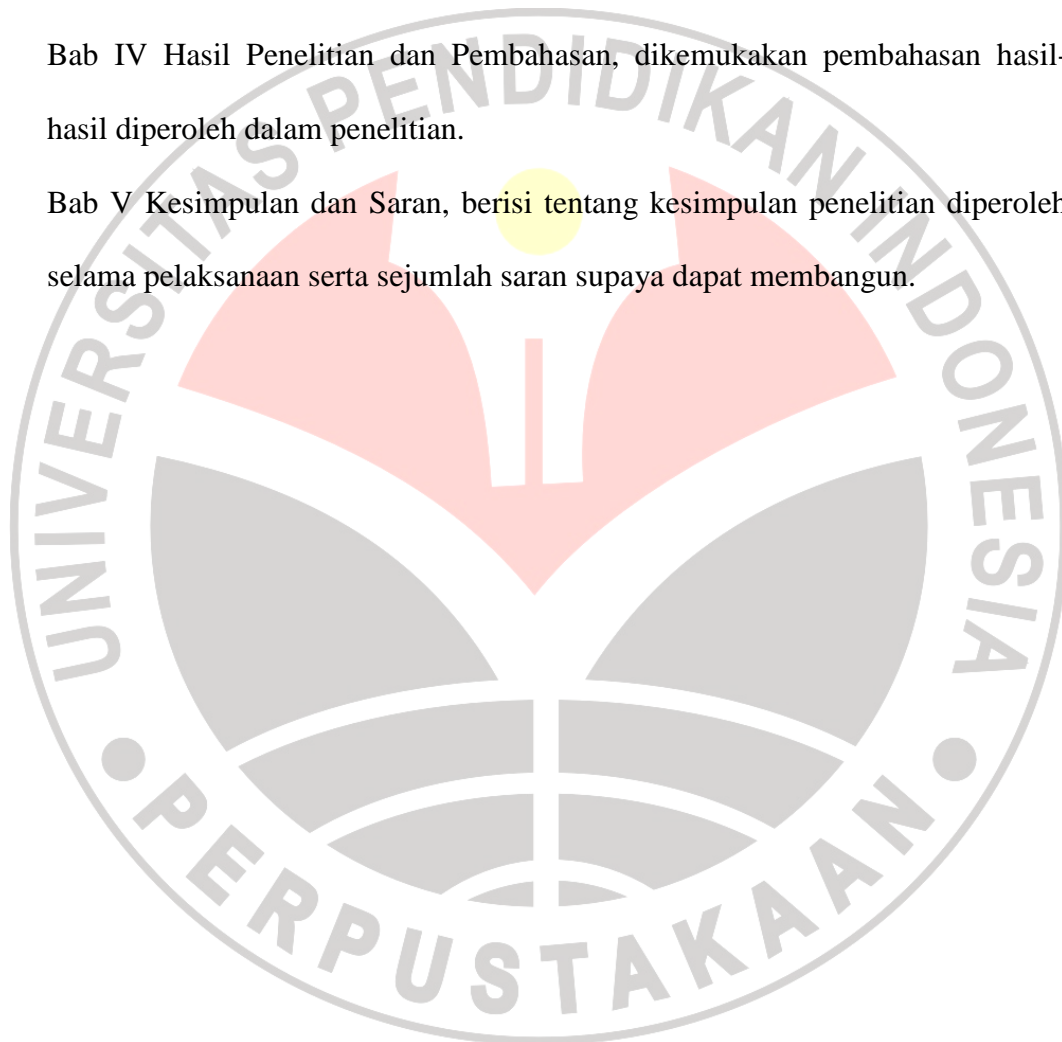 Bab IV Hasil Penelitian dan Pembahasan, dikemukakan pembahasan hasil-
hasil diperoleh dalam penelitian.
Bab V Kesimpulan dan Saran, berisi tentang kesimpulan penelitian diperoleh
selama pelaksanaan serta sejumlah saran supaya dapat membangun.
UNIVERSITAS PENDIDIKAN INDONESIA
PERPUSTAKAAN